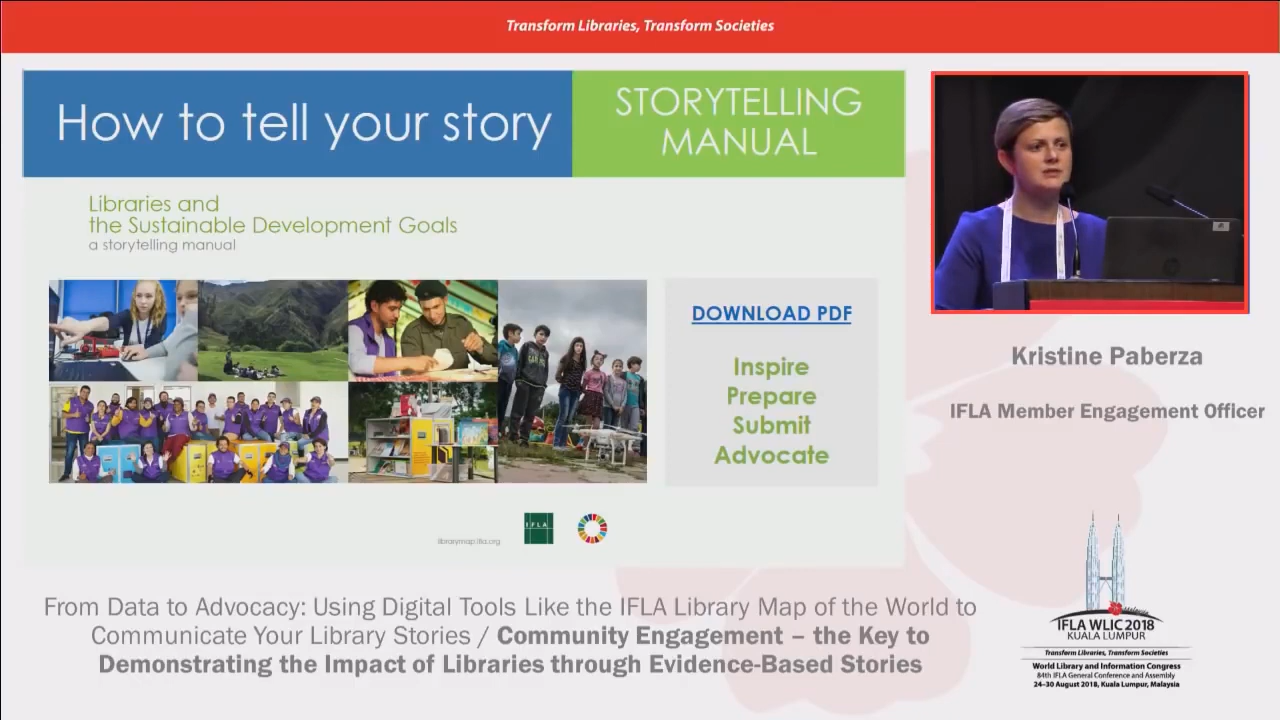 Transform Libraries, Transform Societies
How to tell your story
STORYTELLING
MANUAL
Libraries and
the Sustainable Development Goals
a storytelling manual
DOWNLOAD PDF
Inspire
Prepare
Submit
Advocate
librarymap.ifla.org
IFLA
Kristine Paberza
IFLA Member Engagement Officer
From Data to Advocacy: Using Digital Tools Like the IFLA Library Map of the World to
Communicate Your Library Stories / Community Engagement – the Key to
Demonstrating the Impact of Libraries through Evidence-Based Stories
Malaysia
IFLA WLIC 2018
KUALA LUMPUR
Transform Libraries, Transform Societies
World Library and Information Congress
84th IFLA General Conference and Assembly
24–30 August 2018, Kuala Lumpur, Malaysia